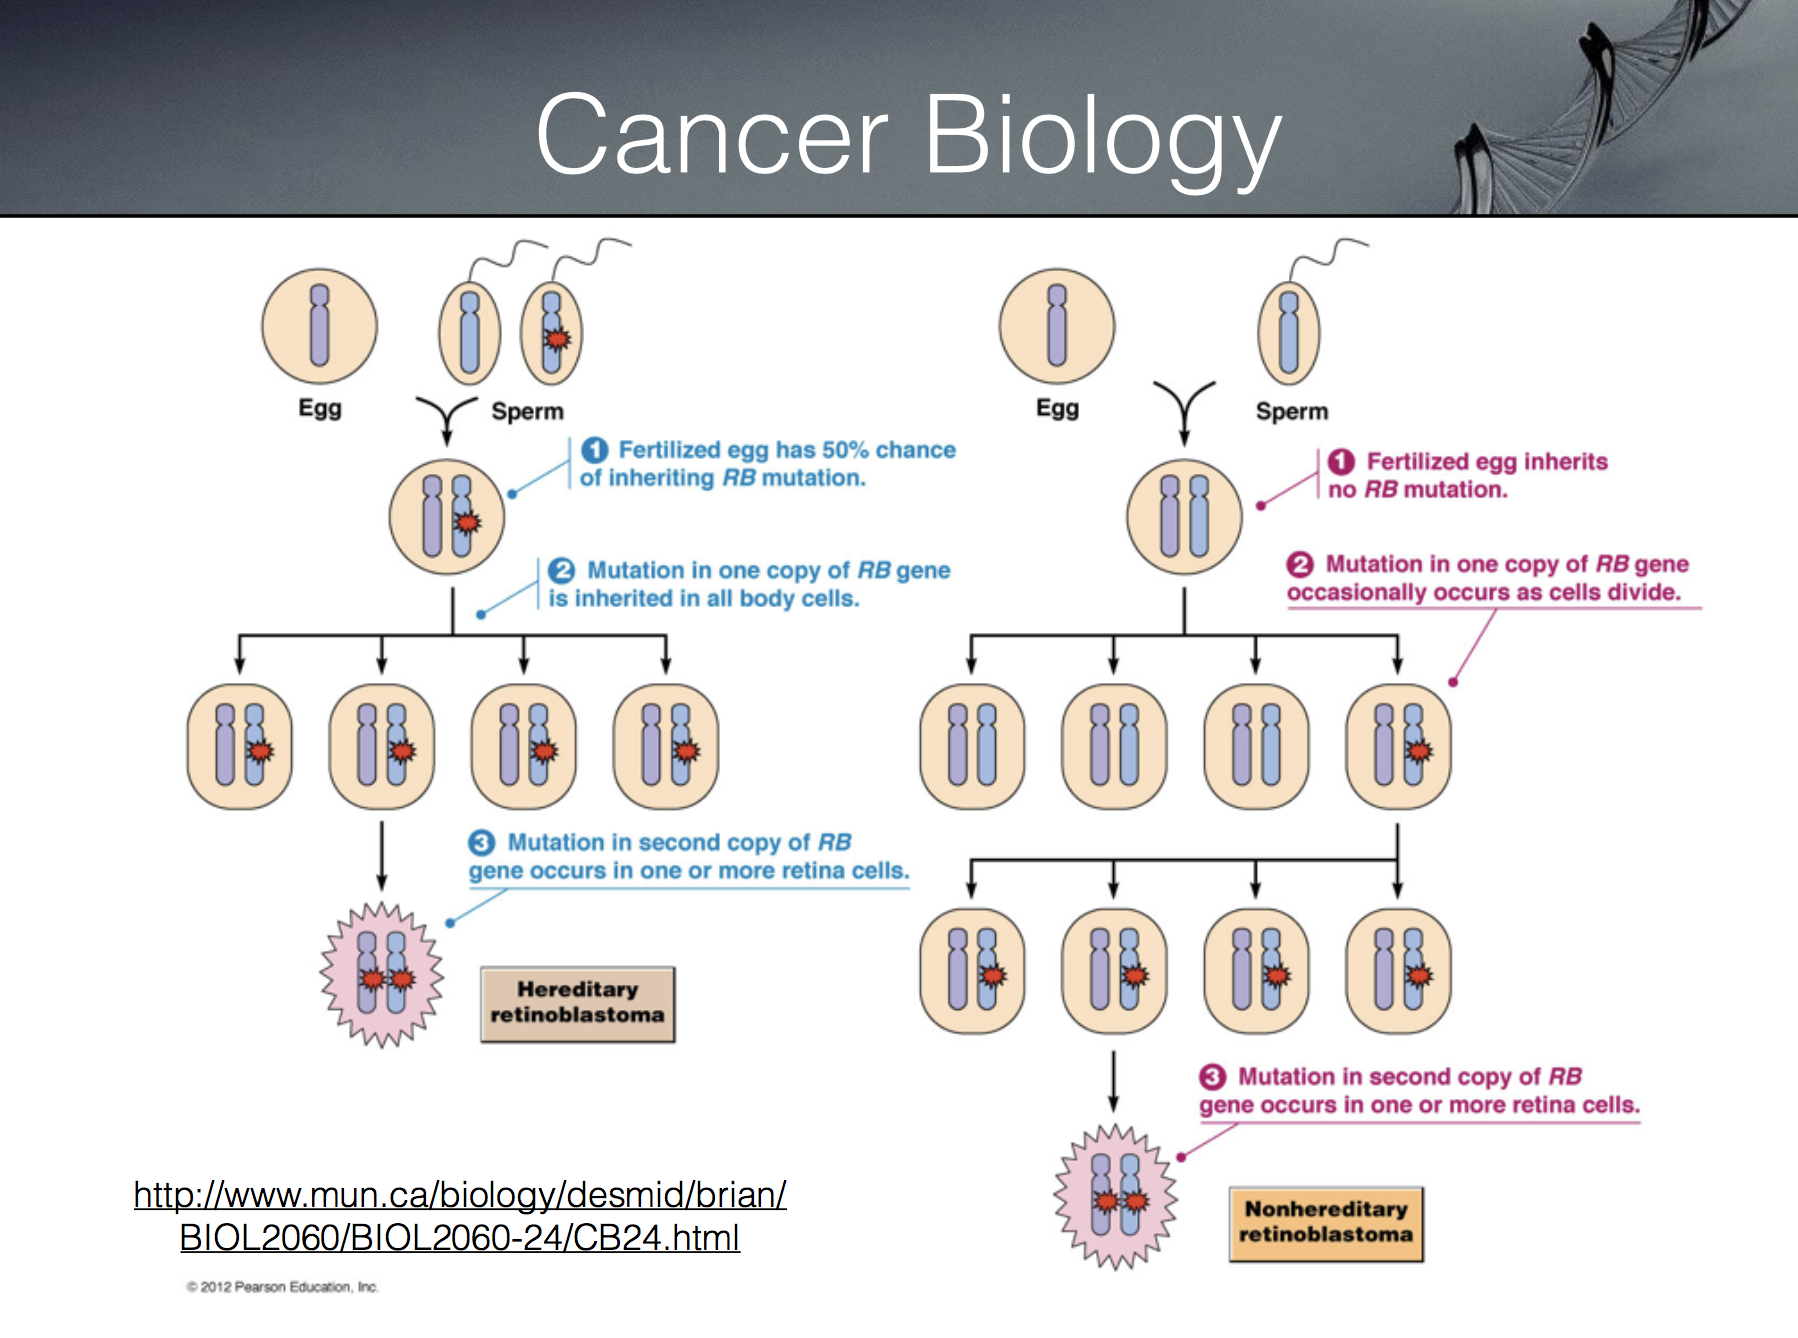 Cancer Biology
Egg
Sperm
1 Fertilized egg has 50% chance
of inheriting RB mutation.
2 Mutation in one copy of RB gene
is inherited in all body cells.
3 Mutation in second copy of RB
gene occurs in one or more retina cells.
Hereditary
retinoblastoma
Egg
Sperm
1 Fertilized egg inherits
no RB mutation.
2 Mutation in one copy of RB gene
occasionally occurs as cells divide.
3 Mutation in second copy of RB
gene occurs in one or more retina cells.
Nonhereditary
retinoblastoma
http://www.mun.ca/biology/desmid/brian/
BIOL2060/BIOL2060-24/CB24.html
© 2012 Pearson Education, Inc.